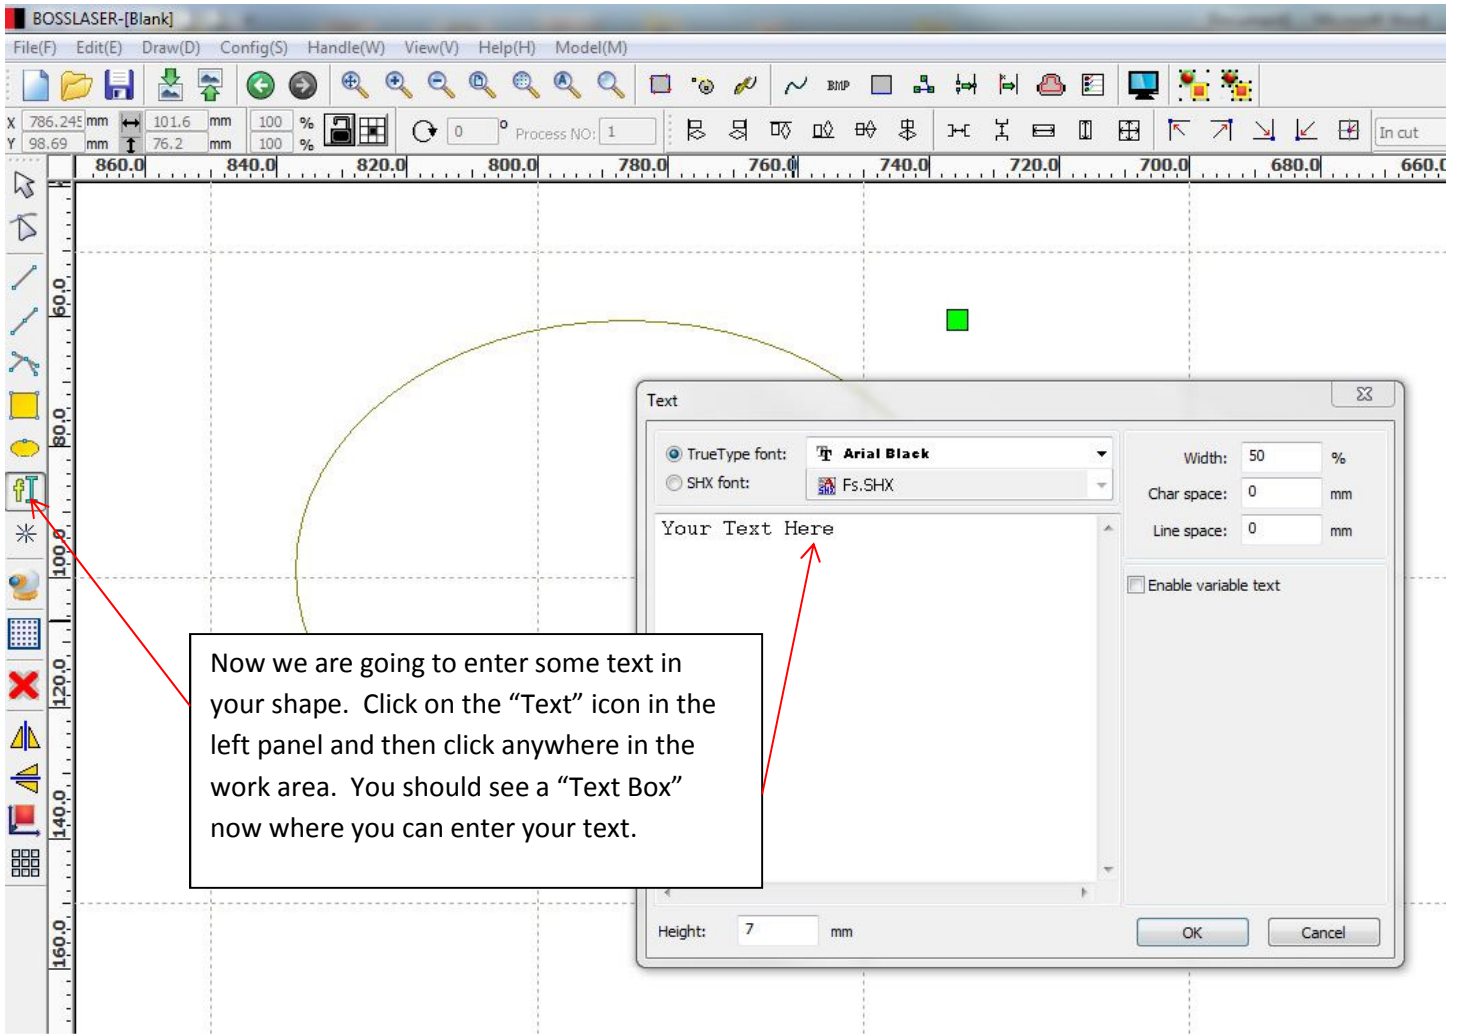 BOSSLASER-[Blank]
File(F) Edit(E) Draw(D) Config(S) Handle(W) View(V) Help(H) Model(M)
BMP
X 786.245 mm 101.6 mm 100 % 0 ° Process NO: 1 In cut
Y 98.69 mm 76.2 mm 100 %
860.0 840.0 820.0 800.0 780.0 760.0 740.0 720.0 700.0 680.0 660.0
60.0
80.0
100.0
120.0
140.0
160.0
Text
TrueType font: Arial Black
SHX font: Fs.SHX
Width: 50 %
Char space: 0 mm
Line space: 0 mm
Your Text Here
Enable variable text
Height: 7 mm
OK Cancel
Now we are going to enter some text in
your shape. Click on the “Text” icon in the
left panel and then click anywhere in the
work area. You should see a “Text Box”
now where you can enter your text.